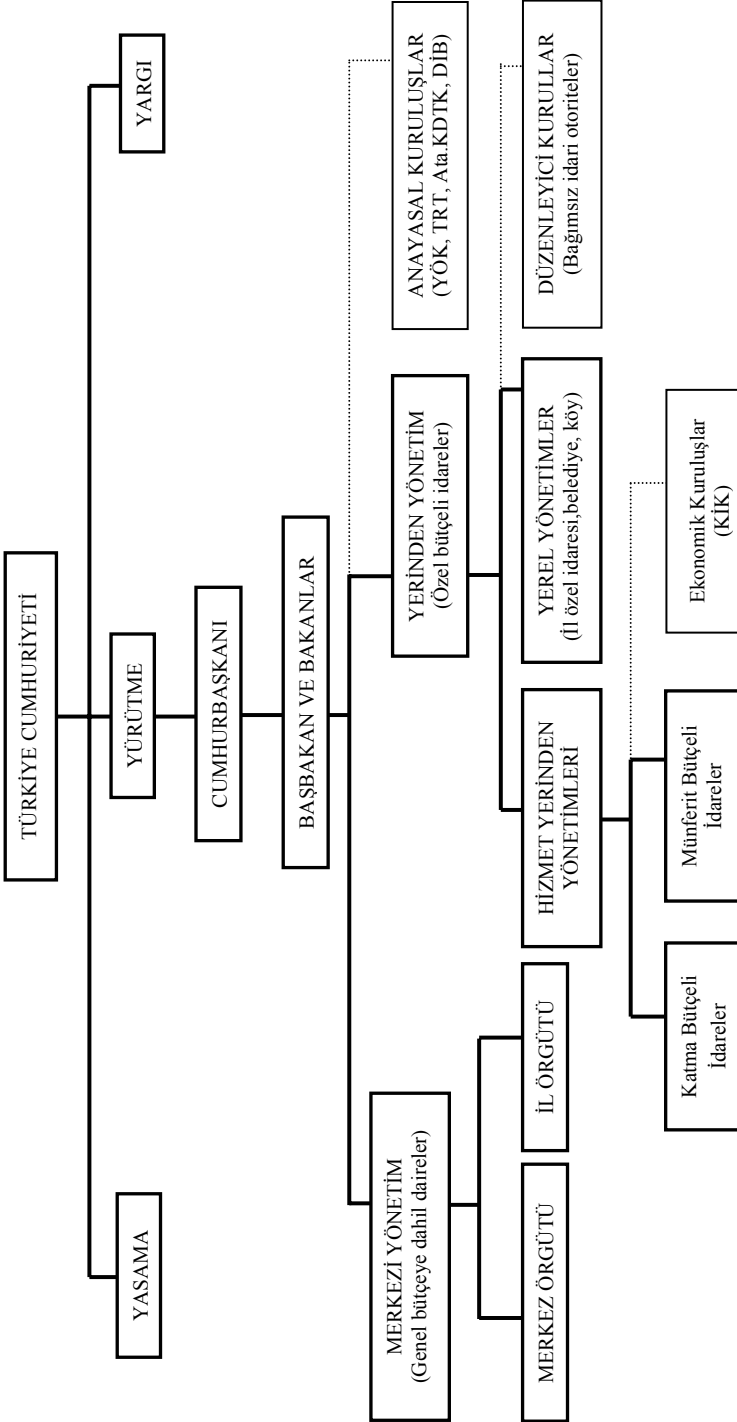 TÜRKİYE CUMHURİYETİ
YASAMA
YÜRÜTME
YARGI
CUMHURBAŞKANI
BAŞBAKAN VE BAKANLAR
MERKEZİ YÖNETİM
(Genel bütçeye dahil daireler)
YERİNDEN YÖNETİM
(Özel bütçeli idareler)
ANAYASAL KURULUŞLAR
(YÖK, TRT, Ata.KDTK, DİB)
MERKEZ ÖRGÜTÜ
İL ÖRGÜTÜ
HİZMET YERİNDEN
YÖNETİMLERİ
YEREL YÖNETİMLER
(İl özel idaresi,belediye, köy)
DÜZENLEYİCİ KURULLAR
(Bağımsız idari otoriteler)
Katma Bütçeli
İdareler
Münferit Bütçeli
İdareler
Ekonomik Kuruluşlar
(KİK)